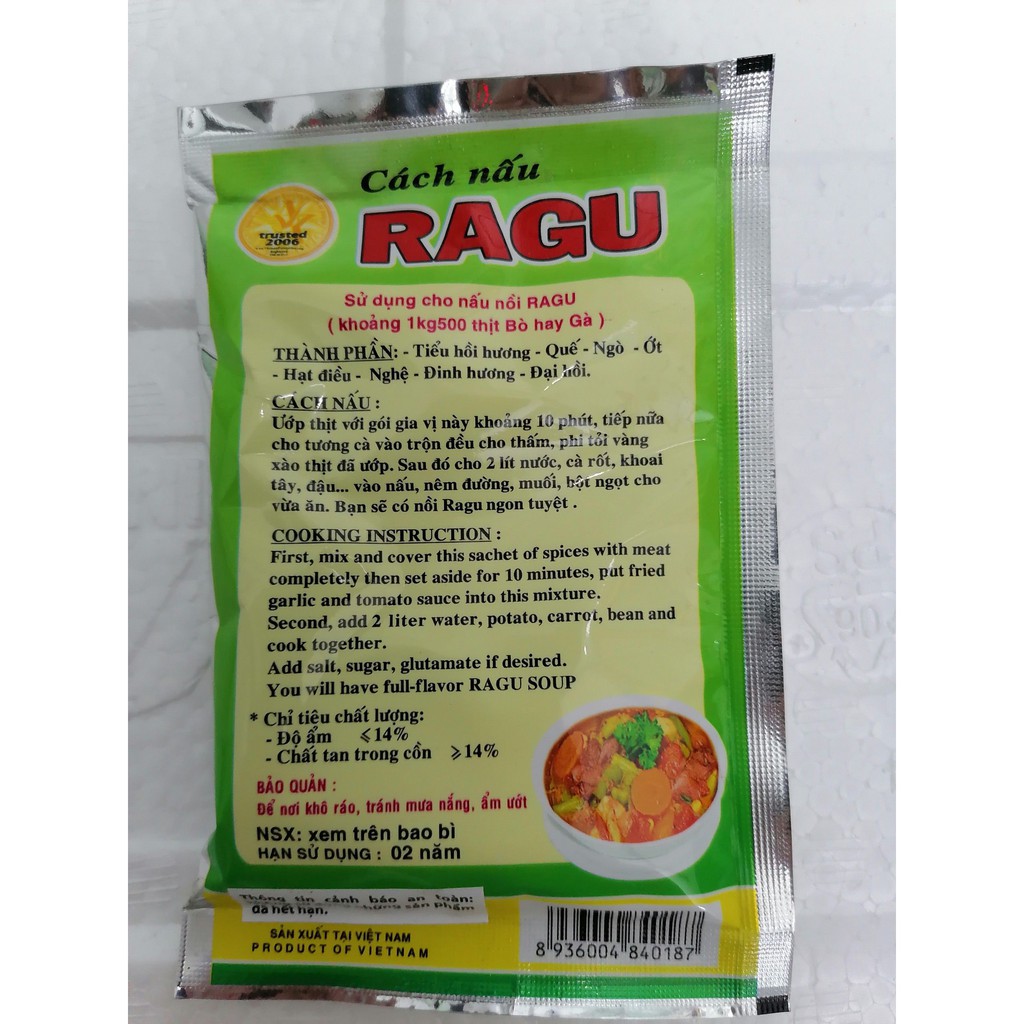 Cách nấu
RAGU
trusted
2006
Sử dụng cho nấu nồi RAGU
( khoảng 1kg500 thịt Bò hay Gà )
THÀNH PHẦN: - Tiểu hồi hương - Quế - Ngò - Ớt
- Hạt điều - Nghệ - Đinh hương - Đại hồi.
CÁCH NẤU :
Ướp thịt với gói gia vị này khoảng 10 phút, tiếp nữa
cho tương cà vào trộn đều cho thấm, phi tỏi vàng
xào thịt đã ướp. Sau đó cho 2 lít nước, cà rốt, khoai
tây, đậu... vào nấu, nêm đường, muối, bột ngọt cho
vừa ăn. Bạn sẽ có nồi Ragu ngon tuyệt .
COOKING INSTRUCTION :
First, mix and cover this sachet of spices with meat
completely then set aside for 10 minutes, put fried
garlic and tomato sauce into this mixture.
Second, add 2 liter water, potato, carrot, bean and
cook together.
Add salt, sugar, glutamate if desired.
You will have full-flavor RAGU SOUP
* Chỉ tiêu chất lượng:
- Độ ẩm ⩽14%
- Chất tan trong cồn ⩾14%
BẢO QUẢN :
Để nơi khô ráo, tránh mưa nắng, ẩm ướt
NSX: xem trên bao bì
HẠN SỬ DỤNG : 02 năm
Thông tin cảnh báo an toàn:
những sản phẩm
đã hết hạn.
SẢN XUẤT TẠI VIỆT NAM
PRODUCT OF VIETNAM
8 936004 840187